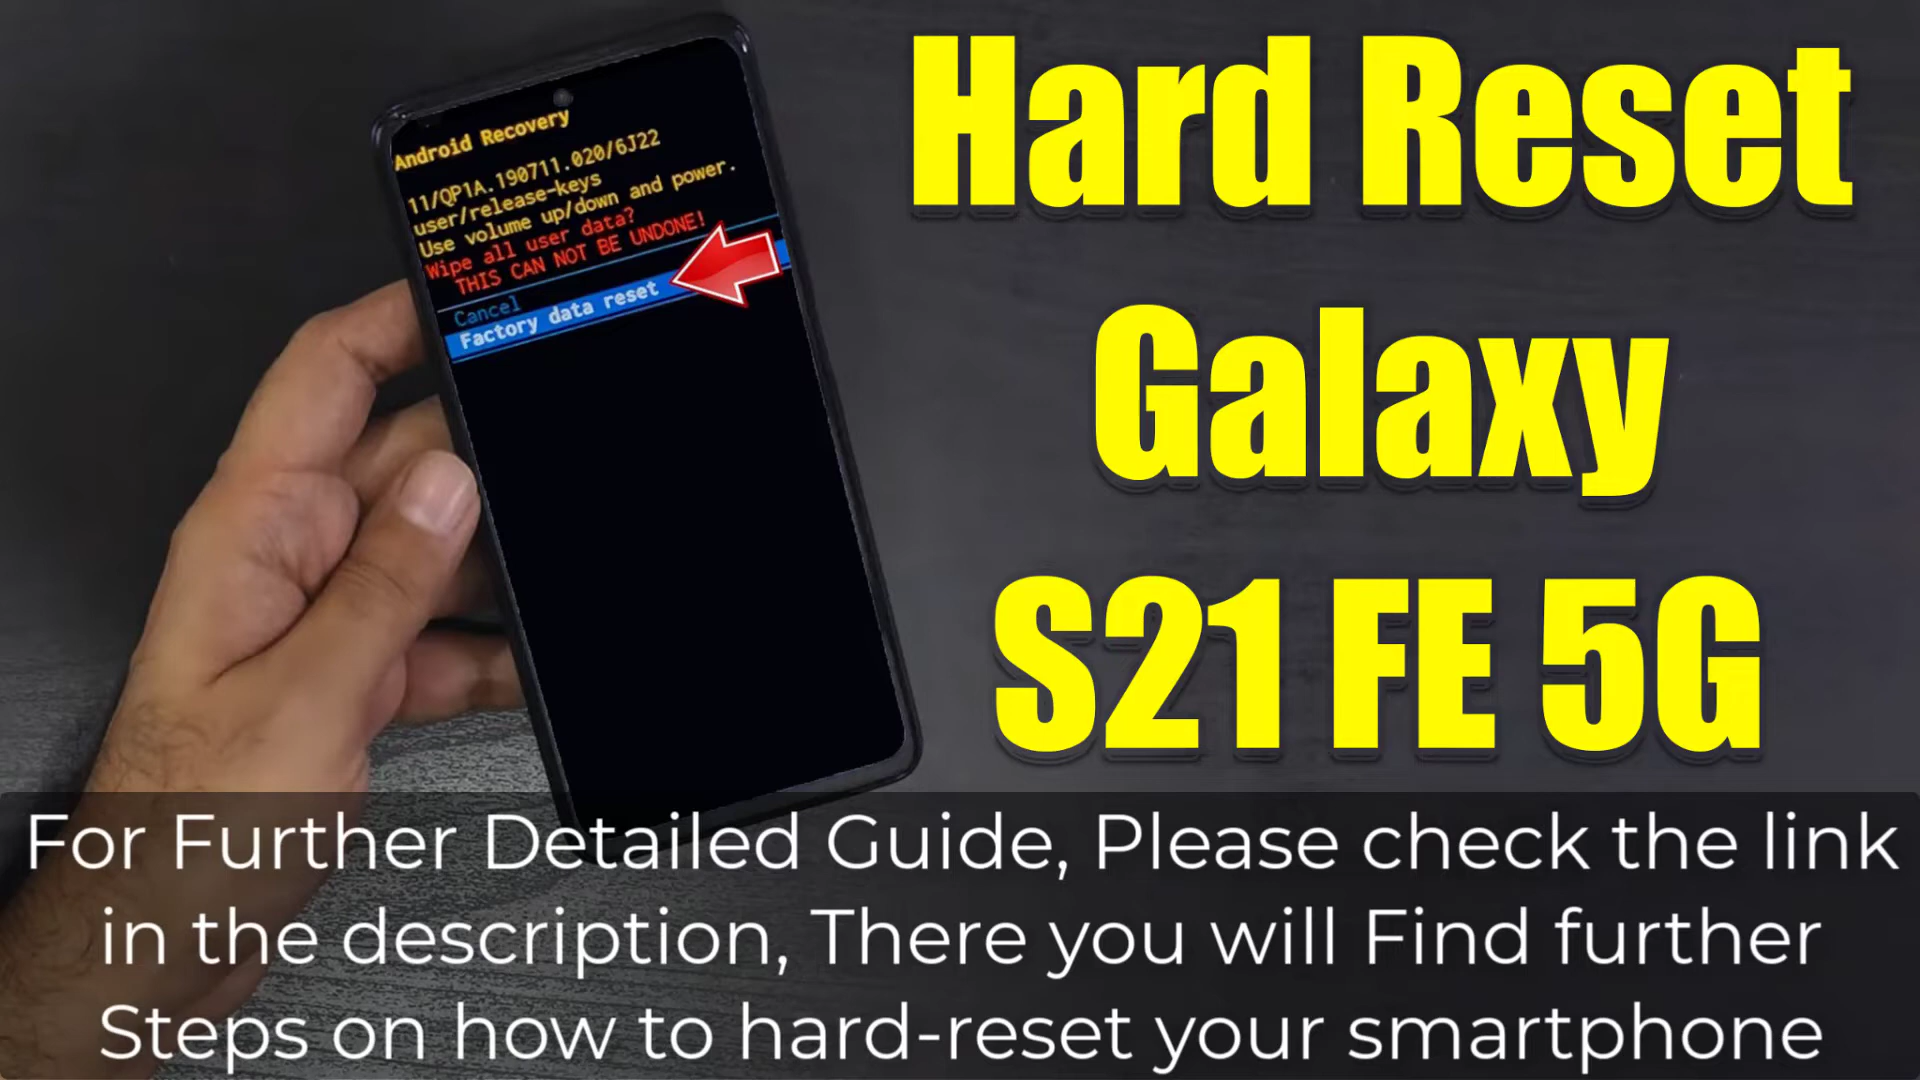 Hard Reset
Galaxy
S21 FE 5G
Android Recovery
11/QP1A.190711.020/6J22
user/release-keys
Use volume up/down and power.
Wipe all user data?
THIS CAN NOT BE UNDONE!
Cancel
Factory data reset
For Further Detailed Guide, Please check the link
in the description, There you will Find further
Steps on how to hard-reset your smartphone